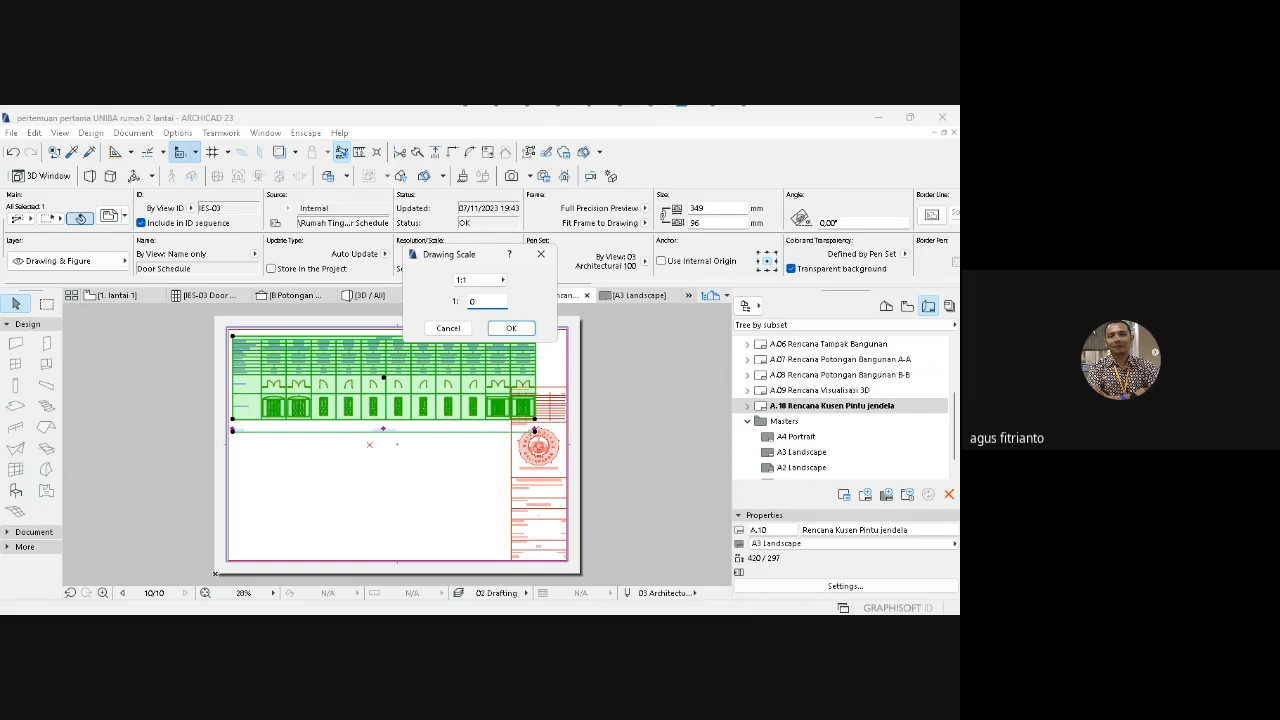 pertemuan pertama UNIBA rumah 2 lantai - ARCHICAD 23
File Edit View Design Document Options Teamwork Window Enscape Help
3D Window
Main:
All Selected: 1
ID:
By View ID
IES-03
Include in ID sequence
Source:
Internal
\Rumah Ting...r Schedule
Status:
Updated: 07/11/2023 19:43
Status: OK
Frame:
Full Precision Preview
Fit Frame to Drawing
Size:
349 mm
96 mm
Angle:
0,00°
Border Line:
Layer:
Drawing & Figure
Name:
By View: Name only
Door Schedule
Update Type:
Auto Update
Store in the Project
Resolution/Scale:
Pen Set:
By View: 03
Architectural 100
Anchor:
Use Internal Origin
Color and Transparency:
Defined by Pen Set
Transparent background
Border Pen:
Drawing Scale ?
1:1
1: 0
Cancel OK
[1. lantai 1]
[IES-03 Door ...
[B Potongan ...
[3D / All]
[A3 Landscape]
Design
Document
More
Tree by subset
A.06 Rencana Tampak Bangunan
A.07 Rencana Potongan Bangunan A-A
A.08 Rencana Potongan Bangunan B-B
A.09 Rencana Visualisasi 3D
A.10 Rencana Kusen Pintu jendela
Masters
A4 Portrait
A3 Landscape
A2 Landscape
Properties
A.10 Rencana Kusen Pintu jendela
A3 Landscape
420 / 297
Settings...
10/10 28% N/A N/A 02 Drafting N/A 03 Architectu...
GRAPHISOFT ID
agus fitrianto